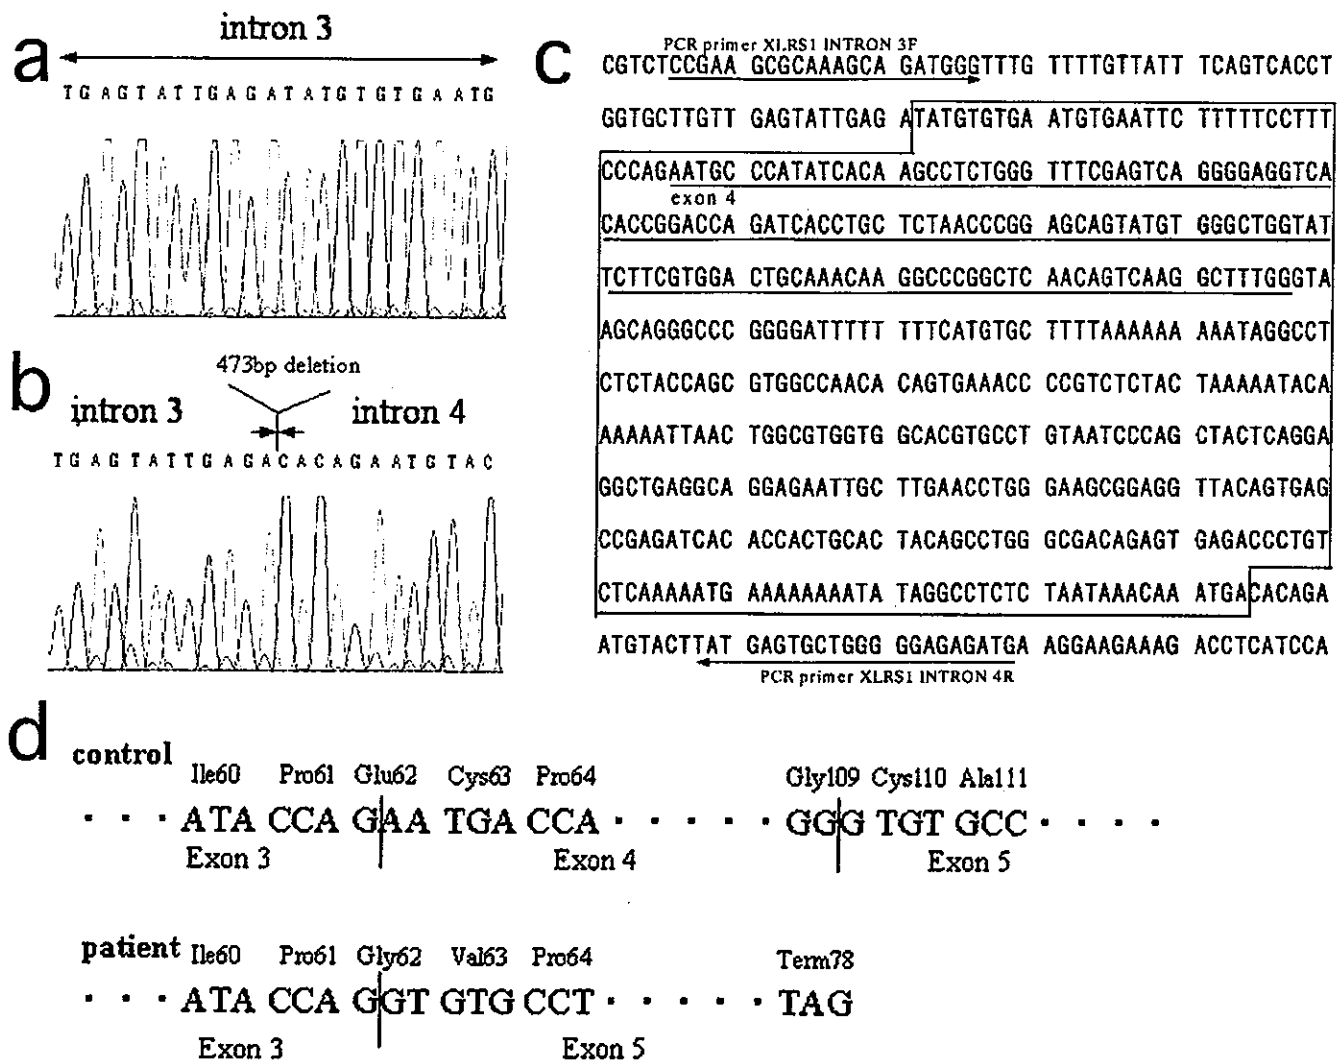 a
intron 3
TGAGTATTGAGATATGTGTGAATG
b
473bp deletion
intron 3 intron 4
TGAGTATTGAGACACAGAATGTAC
c
PCR primer XLRS1 INTRON 3F
CGTCTCCGAA GCGCAAAGCA GATGGGTTTG TTTTGTTATT TCAGTCACCT
GGTGCTTGTT GAGTATTGAG ATATGTGTGA ATGTGAATTC TTTTTCCTTT
CCCAGAATGC CCATATCACA AGCCTCTGGG TTTCGAGTCA GGGGAGGTCA
exon 4
CACCGGACCA GATCACCTGC TCTAACCCGG AGCAGTATGT GGGCTGGTAT
TCTTCGTGGA CTGCAAACAA GGCCCGGCTC AACAGTCAAG GCTTTGGGTA
AGCAGGGCCC GGGGATTTTT TTTCATGTGC TTTTAAAAAA AAATAGGCCT
CTCTACCAGC GTGGCCAACA CAGTGAAACC CCGTCTCTAC TAAAAATACA
AAAAATTAAC TGGCGTGGTG GCACGTGCCT GTAATCCCAG CTACTCAGGA
GGCTGAGGCA GGAGAATTGC TTGAACCTGG GAAGCGGAGG TTACAGTGAG
CCGAGATCAC ACCACTGCAC TACAGCCTGG GCGACAGAGT GAGACCCTGT
CTCAAAAATG AAAAAAAATA TAGGCCTCTC TAATAAACAA ATGACACAGA
ATGTACTTAT GAGTGCTGGG GGAGAGATGA AGGAAGAAAG ACCTCATCCA
PCR primer XLRS1 INTRON 4R
d
control
Ile60 Pro61 Glu62 Cys63 Pro64 Gly109 Cys110 Ala111
· · · ATA CCA GAA TGA CCA · · · · · · GGG TGT GCC · · · ·
Exon 3 Exon 4 Exon 5
patient Ile60 Pro61 Gly62 Val63 Pro64 Term78
· · · ATA CCA GGT GTG CCT · · · · · · TAG
Exon 3 Exon 5